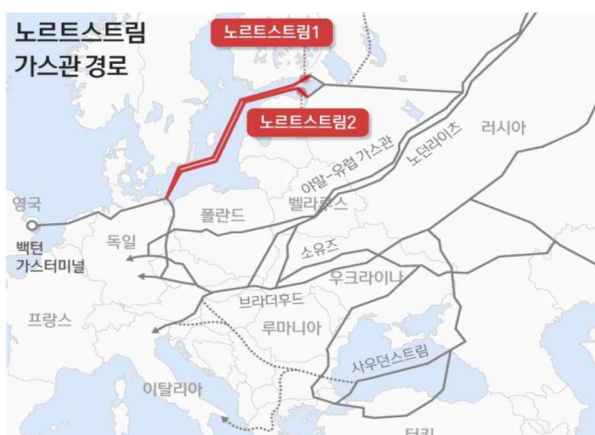 노르트스트림
가스관 경로
노르트스트림1
노르트스트림2
러시아
노던라이츠
야말-유럽 가스관
영국
폴란드
벨라루스
백턴
가스터미널
독일
소유즈
우크라이나
브라더후드
프랑스
루마니아
사우던스트림
이탈리아
터키